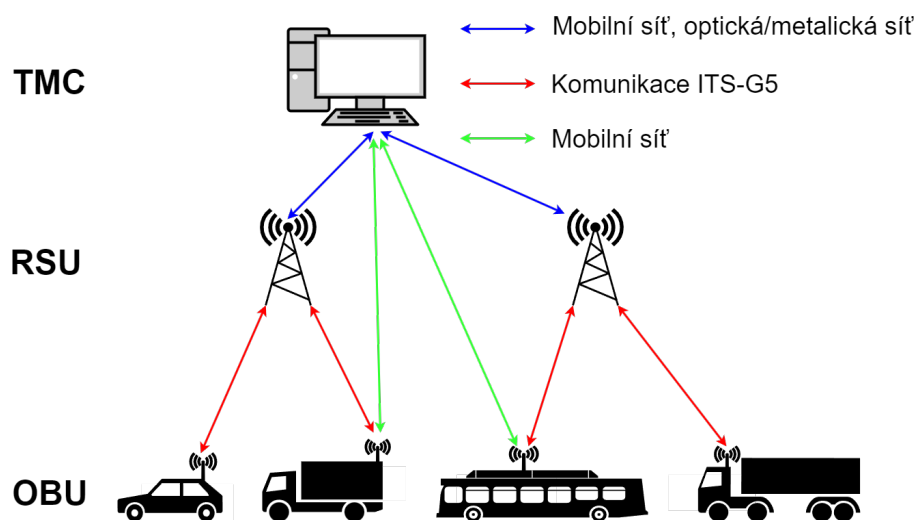 Mobilní síť, optická/metalická síť
TMC
Komunikace ITS-G5
Mobilní síť
RSU
OBU